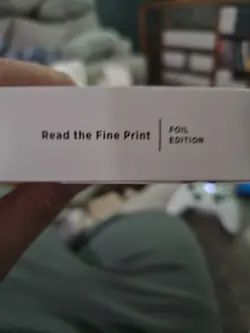 Read the Fine Print
FOIL
EDITION